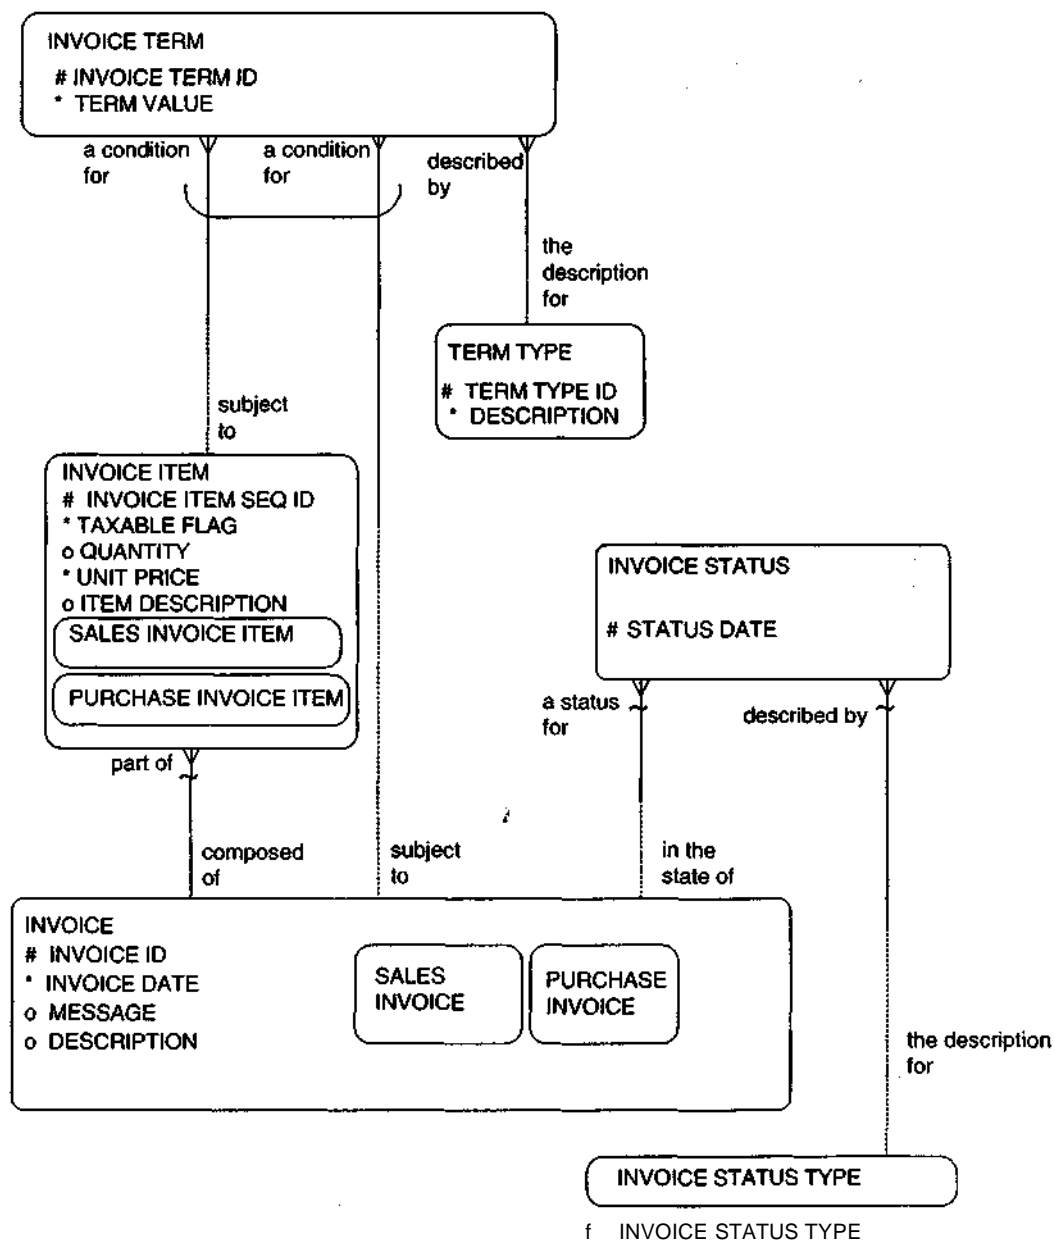 INVOICE TERM
# INVOICE TERM ID
* TERM VALUE
a condition
for
a condition
for
described
by
the
description
for
TERM TYPE
# TERM TYPE ID
* DESCRIPTION
subject
to
INVOICE ITEM
# INVOICE ITEM SEQ ID
* TAXABLE FLAG
o QUANTITY
* UNIT PRICE
o ITEM DESCRIPTION
SALES INVOICE ITEM
PURCHASE INVOICE ITEM
INVOICE STATUS
# STATUS DATE
part of
a status
for
described by
composed
of
subject
to
in the
state of
INVOICE
# INVOICE ID
* INVOICE DATE
o MESSAGE
o DESCRIPTION
SALES
INVOICE
PURCHASE
INVOICE
the description
for
INVOICE STATUS TYPE
f INVOICE STATUS TYPE